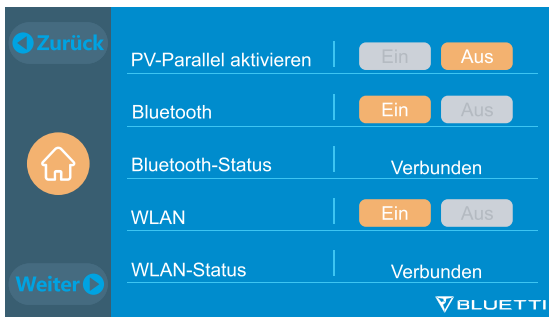 Zurück
PV-Parallel aktivieren Ein Aus
Bluetooth Ein Aus
Bluetooth-Status Verbunden
WLAN Ein Aus
WLAN-Status Verbunden
Weiter
BLUETTI